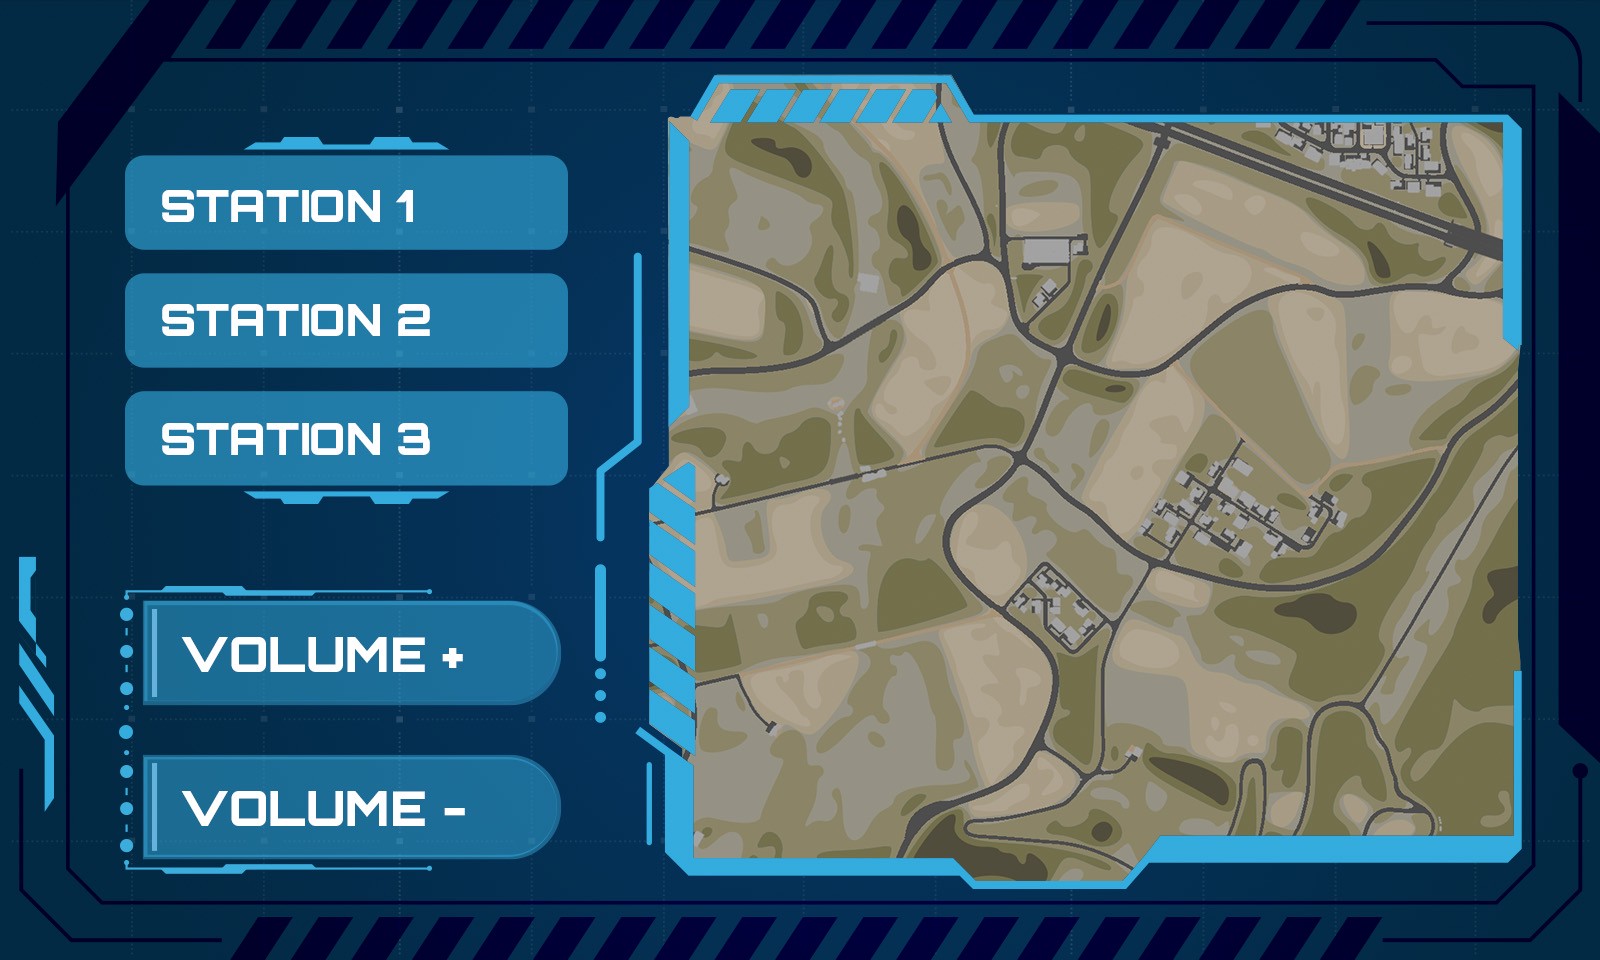 STATION 1
STATION 2
STATION 3
VOLUME +
VOLUME -